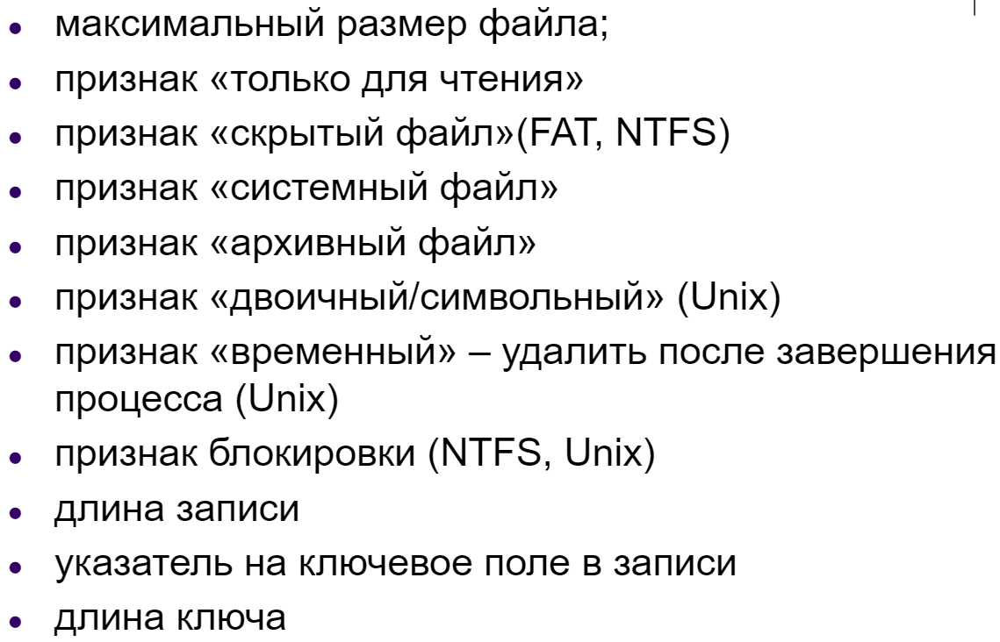 • максимальный размер файла;
• признак «только для чтения»
• признак «скрытый файл»(FAT, NTFS)
• признак «системный файл»
• признак «архивный файл»
• признак «двоичный/символьный» (Unix)
• признак «временный» – удалить после завершения
процесса (Unix)
• признак блокировки (NTFS, Unix)
• длина записи
• указатель на ключевое поле в записи
• длина ключа